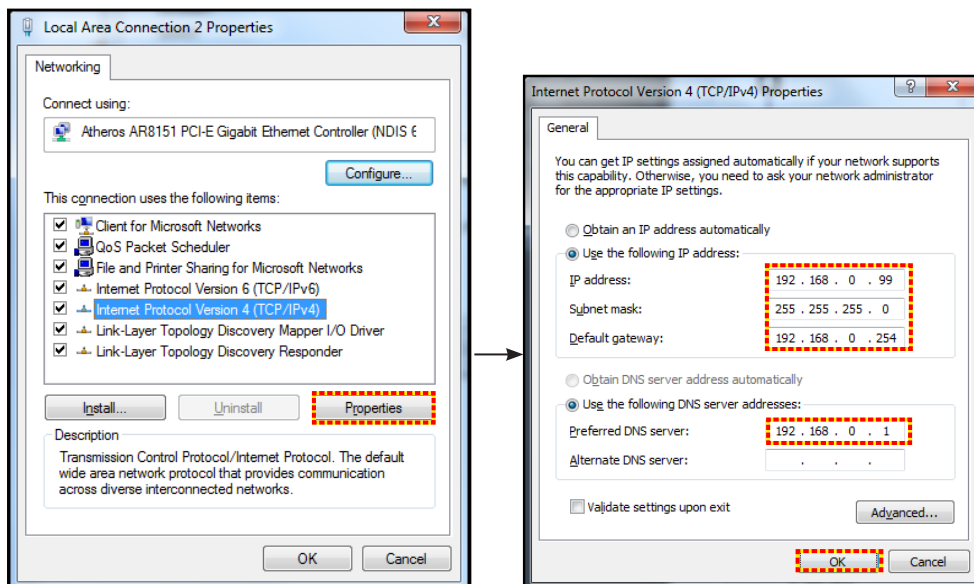 Local Area Connection 2 Properties
Networking
Connect using:
Atheros AR8151 PCI-E Gigabit Ethernet Controller (NDIS 6
Configure...
This connection uses the following items:
Client for Microsoft Networks
QoS Packet Scheduler
File and Printer Sharing for Microsoft Networks
Internet Protocol Version 6 (TCP/IPv6)
Internet Protocol Version 4 (TCP/IPv4)
Link-Layer Topology Discovery Mapper I/O Driver
Link-Layer Topology Discovery Responder
Install...
Uninstall
Properties
Description
Transmission Control Protocol/Internet Protocol. The default
wide area network protocol that provides communication
across diverse interconnected networks.
OK
Cancel
Internet Protocol Version 4 (TCP/IPv4) Properties
General
You can get IP settings assigned automatically if your network supports
this capability. Otherwise, you need to ask your network administrator
for the appropriate IP settings.
Obtain an IP address automatically
Use the following IP address:
IP address: 192 . 168 . 0 . 99
Subnet mask: 255 . 255 . 255 . 0
Default gateway: 192 . 168 . 0 . 254
Obtain DNS server address automatically
Use the following DNS server addresses:
Preferred DNS server: 192 . 168 . 0 . 1
Alternate DNS server: . . .
Validate settings upon exit
Advanced...
OK
Cancel